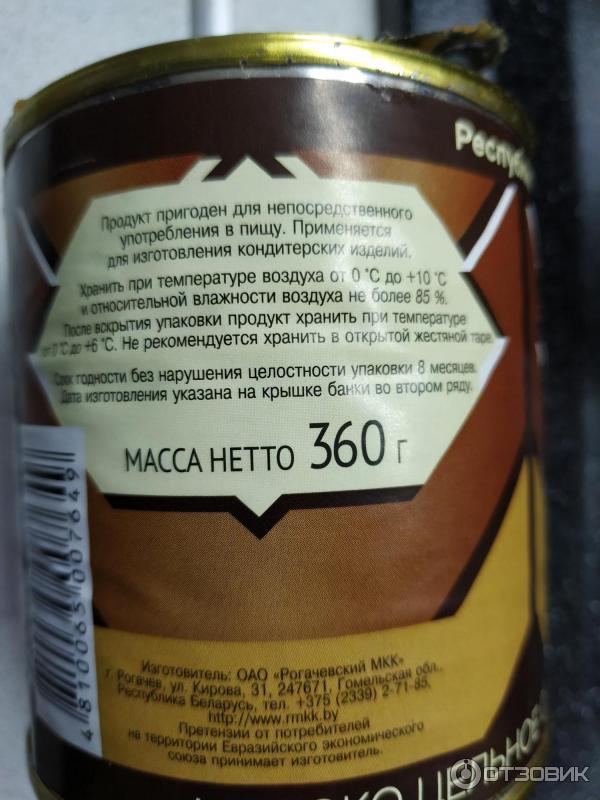 Республи
Продукт пригоден для непосредственного
употребления в пищу. Применяется
для изготовления кондитерских изделий.
Хранить при температуре воздуха от 0 °С до +10 °С
и относительной влажности воздуха не более 85 %.
После вскрытия упаковки продукт хранить при температуре
от 0 °С до +6 °С. Не рекомендуется хранить в открытой жестяной таре.
Срок годности без нарушения целостности упаковки 8 месяцев.
Дата изготовления указана на крышке банки во втором ряду.
МАССА НЕТТО 360 г
4 810065 007649
Изготовитель: ОАО «Рогачевский МКК»
г. Рогачев, ул. Кирова, 31, 247671, Гомельская обл.,
Республика Беларусь, тел. +375 (2339) 2-71-85,
http://www.rmkk.by
Претензии от потребителей
на территории Евразийского экономического
союза принимает изготовитель.
ЦЕЛЬНОЕ
ОТЗОВИК